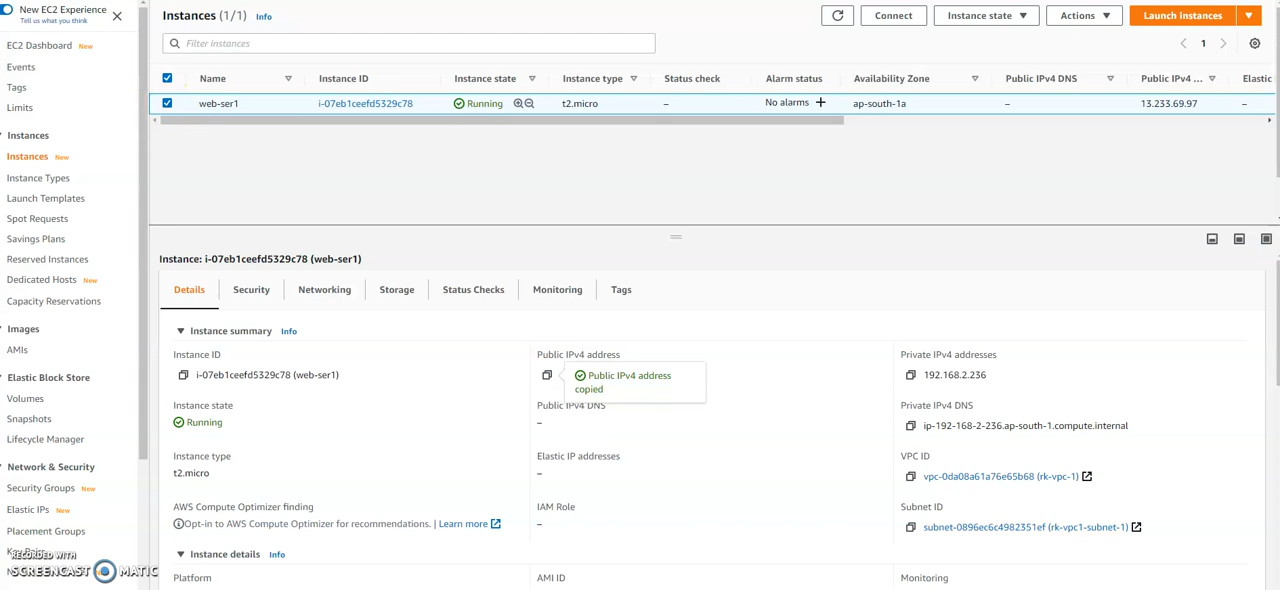 New EC2 Experience
Tell us what you think
EC2 Dashboard New
Events
Tags
Limits
Instances
Instances New
Instance Types
Launch Templates
Spot Requests
Savings Plans
Reserved Instances
Dedicated Hosts New
Capacity Reservations
Images
AMIs
Elastic Block Store
Volumes
Snapshots
Lifecycle Manager
Network & Security
Security Groups New
Elastic IPs New
Placement Groups
RECORDED WITH
SCREENCAST MATIC
Instances (1/1) Info
Connect
Instance state
Actions
Launch instances
Filter instances
1
Name Instance ID Instance state Instance type Status check Alarm status Availability Zone Public IPv4 DNS Public IPv4 ... Elastic
web-ser1 i-07eb1ceefd5329c78 Running t2.micro – No alarms + ap-south-1a – 13.233.69.97 –
Instance: i-07eb1ceefd5329c78 (web-ser1)
Details Security Networking Storage Status Checks Monitoring Tags
Instance summary Info
Instance ID
i-07eb1ceefd5329c78 (web-ser1)
Public IPv4 address
Public IPv4 address
copied
Private IPv4 addresses
192.168.2.236
Instance state
Running
Public IPv4 DNS
–
Private IPv4 DNS
ip-192-168-2-236.ap-south-1.compute.internal
Instance type
t2.micro
Elastic IP addresses
–
VPC ID
vpc-0da08a61a76e65b68 (rk-vpc-1)
AWS Compute Optimizer finding
Opt-in to AWS Compute Optimizer for recommendations. | Learn more
IAM Role
–
Subnet ID
subnet-0896ec6c4982351ef (rk-vpc1-subnet-1)
Instance details Info
Platform
AMI ID
Monitoring